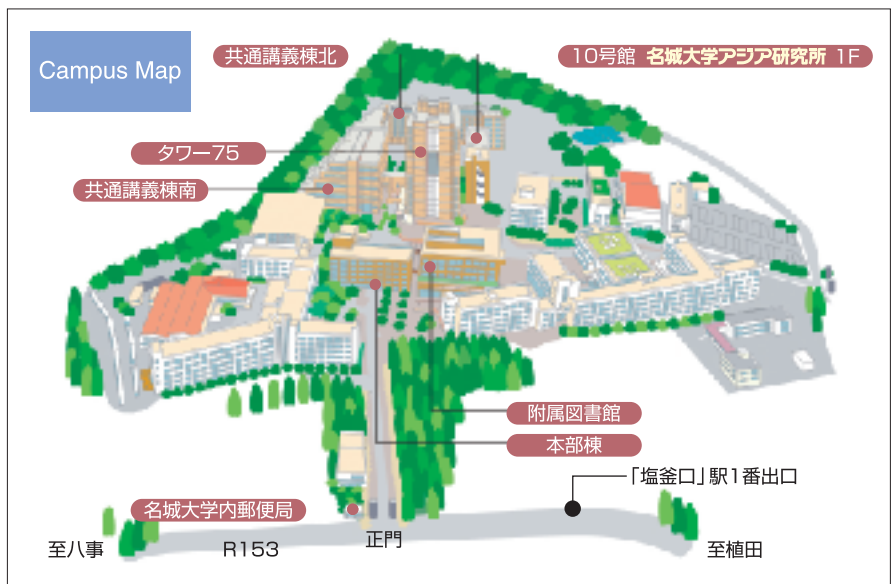 Campus Map
共通講義棟北
10号館 名城大学アジア研究所 1F
タワー75
共通講義棟南
附属図書館
本部棟
「塩釜口」駅1番出口
名城大学内郵便局
正門
至八事
R153
至植田